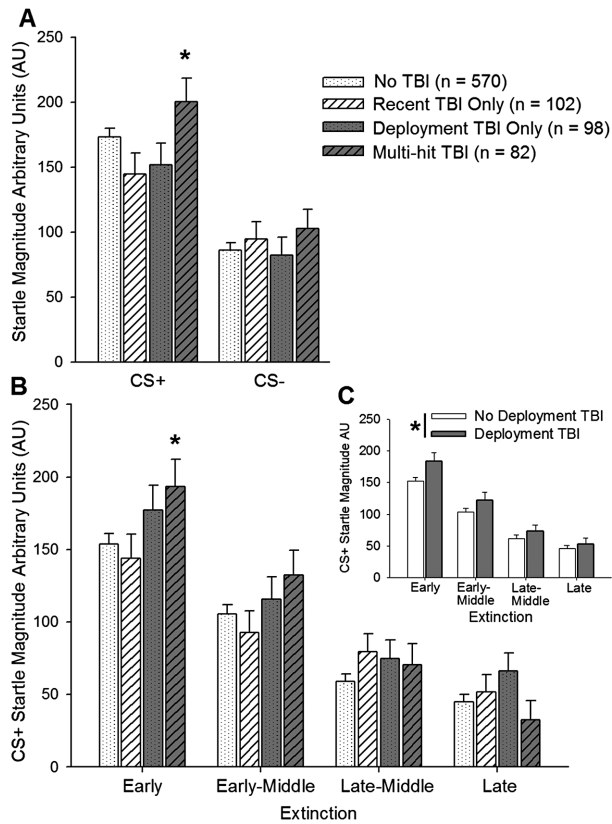 A
Startle Magnitude Arbitrary Units (AU)
250
200
150
100
50
0
*
CS+
CS-
No TBI (n = 570)
Recent TBI Only (n = 102)
Deployment TBI Only (n = 98)
Multi-hit TBI (n = 82)
B
CS+ Startle Magnitude Arbitrary Units (AU)
250
200
150
100
50
0
*
Early
Early-Middle
Late-Middle
Late
Extinction
C
CS+ Startle Magnitude AU
250
200
150
100
50
0
*
No Deployment TBI
Deployment TBI
Early
Early-
Middle
Late-
Middle
Late
Extinction